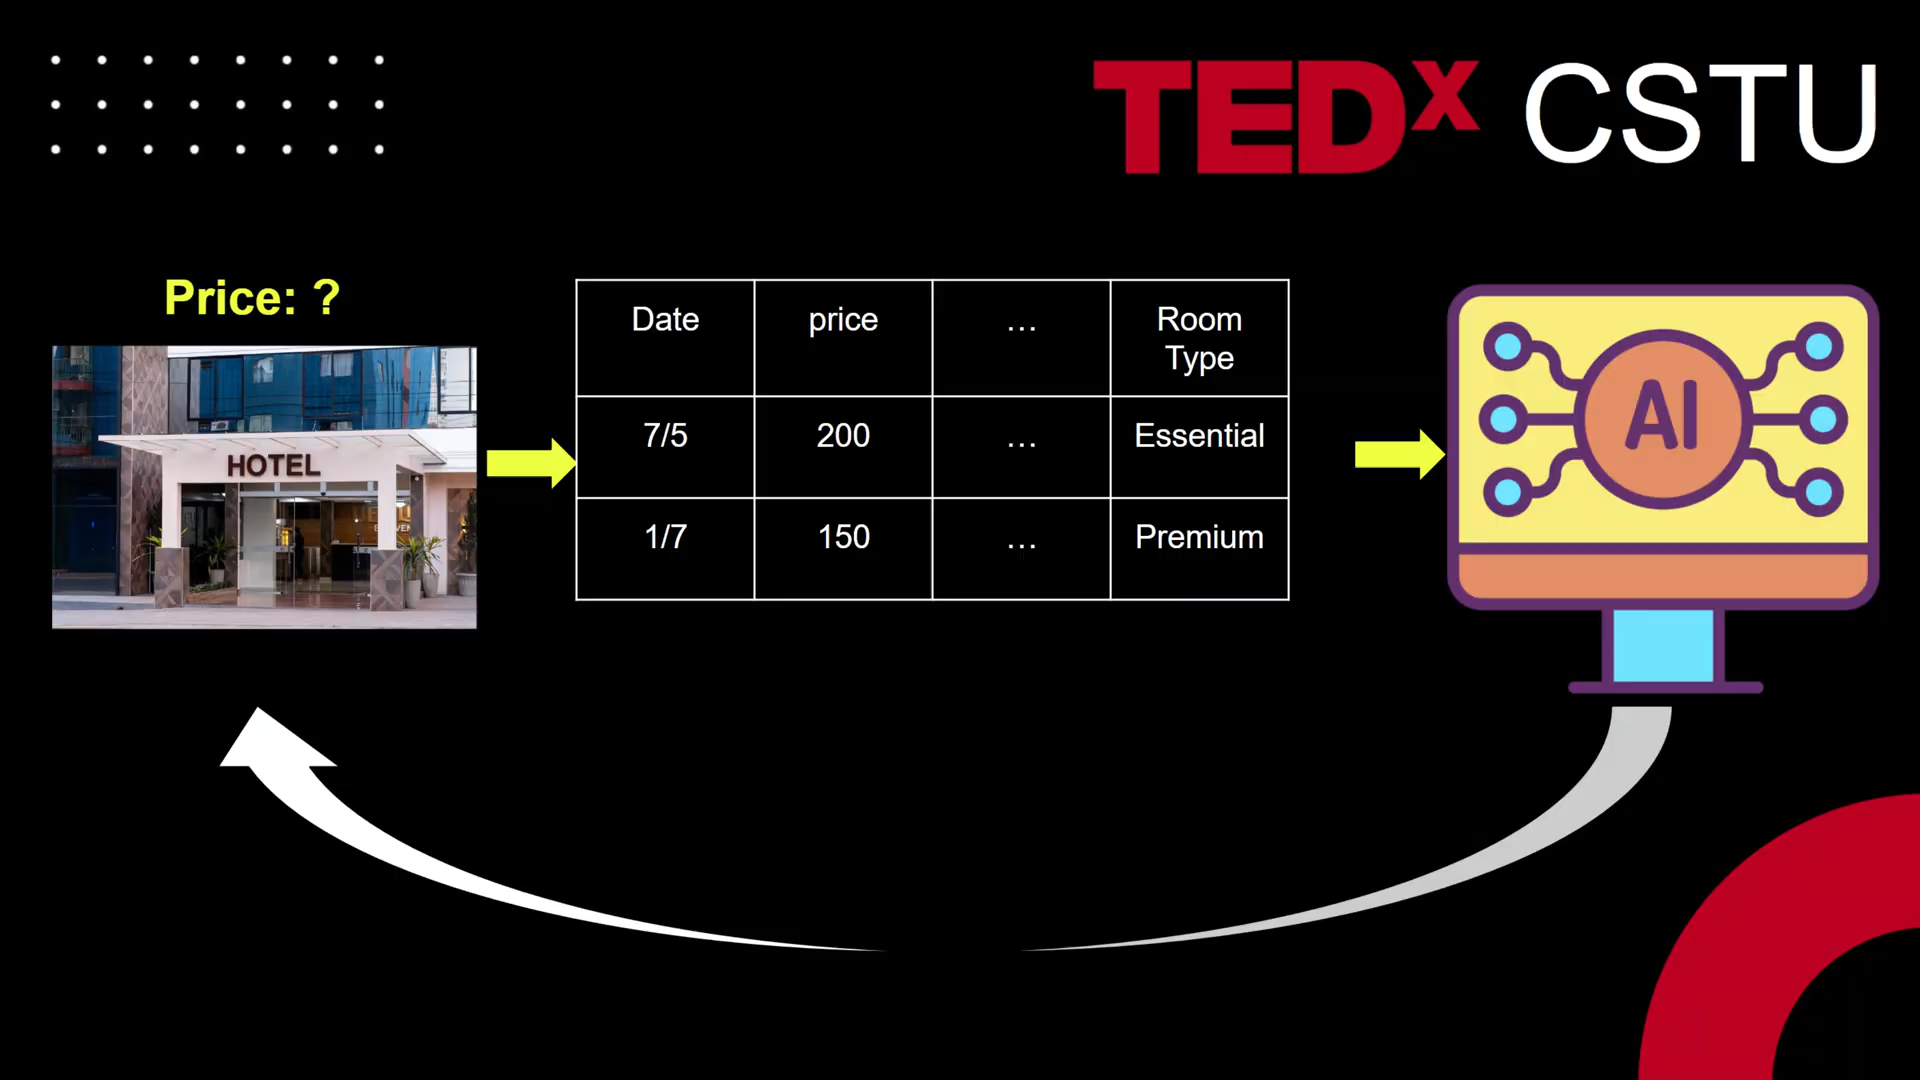 TEDx CSTU
Price: ?
HOTEL
Date price … Room Type
7/5 200 … Essential
1/7 150 … Premium
AI